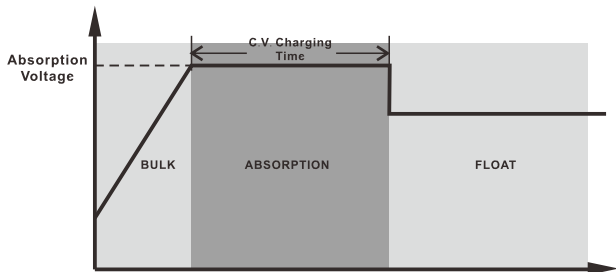 C.V. Charging
Time
Absorption
Voltage
BULK
ABSORPTION
FLOAT